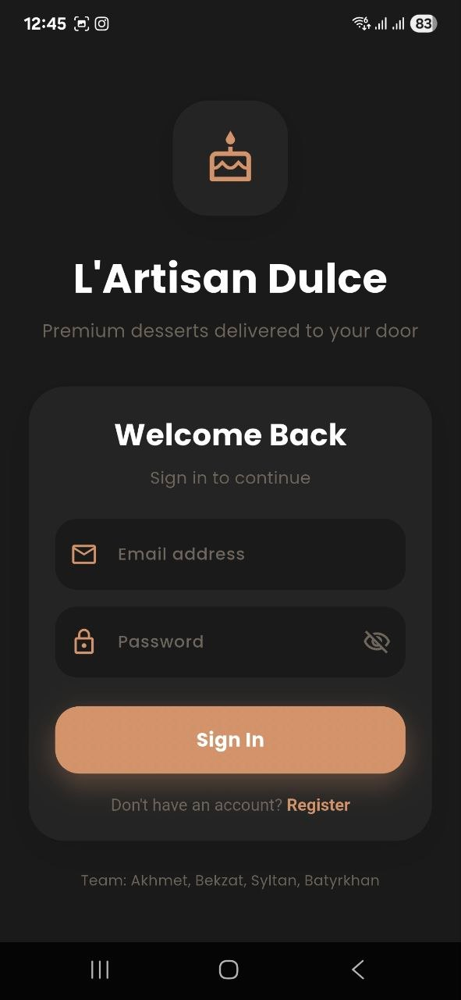 12:45 83
L'Artisan Dulce
Premium desserts delivered to your door
Welcome Back
Sign in to continue
Email address
Password
Sign In
Don't have an account? Register
Team: Akhmet, Bekzat, Syltan, Batyrkhan